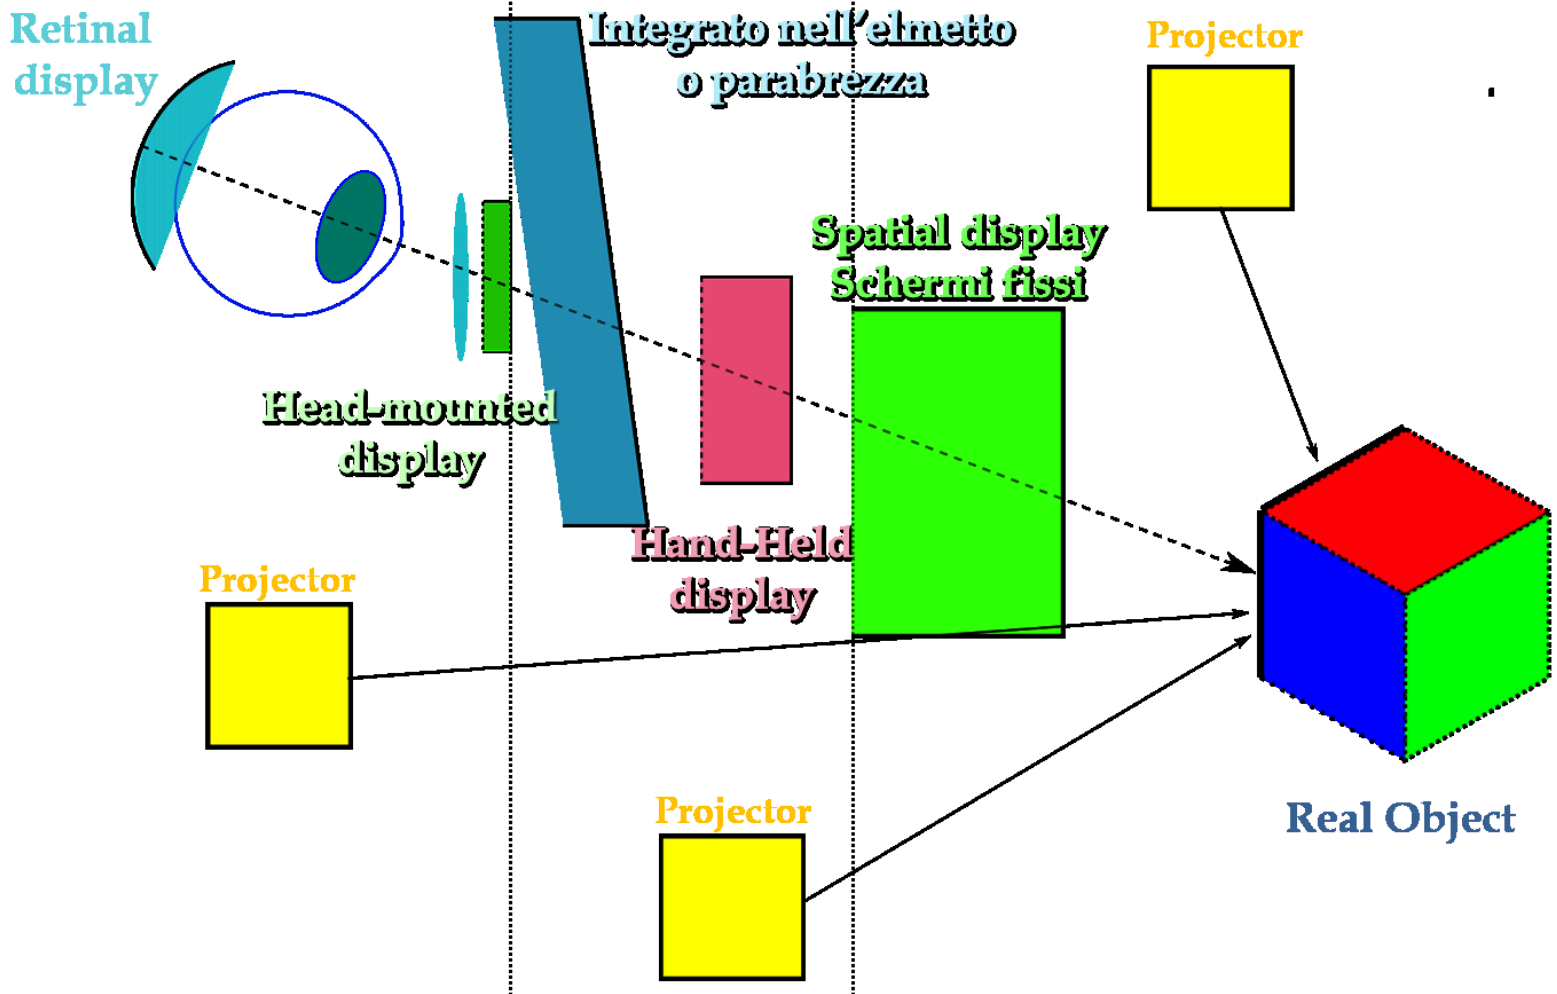 Retinal
display
Integrato nell'elmetto
o parabrezza
Projector
Spatial display
Schermi fissi
Head-mounted
display
Hand-Held
display
Projector
Projector
Real Object